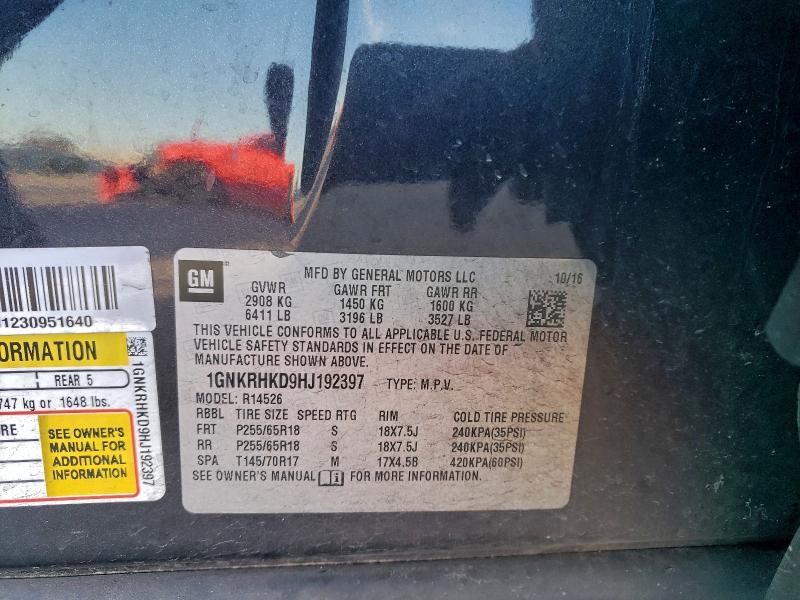 1230951640
ORMATION
REAR 5
747 kg or 1648 lbs.
RE
SEE OWNER'S
MANUAL FOR
ADDITIONAL
INFORMATION
1GNKRHKD9HJ192397
GM
MFD BY GENERAL MOTORS LLC
10/16
GVWR GAWR FRT GAWR RR
2908 KG 1450 KG 1600 KG
6411 LB 3196 LB 3527 LB
THIS VEHICLE CONFORMS TO ALL APPLICABLE U.S. FEDERAL MOTOR
VEHICLE SAFETY STANDARDS IN EFFECT ON THE DATE OF
MANUFACTURE SHOWN ABOVE.
1GNKRHKD9HJ192397 TYPE: M.P.V.
MODEL: R14526
RBBL TIRE SIZE SPEED RTG RIM COLD TIRE PRESSURE
FRT P255/65R18 S 18X7.5J 240KPA(35PSI)
RR P255/65R18 S 18X7.5J 240KPA(35PSI)
SPA T145/70R17 M 17X4.5B 420KPA(60PSI)
SEE OWNER'S MANUAL FOR MORE INFORMATION.